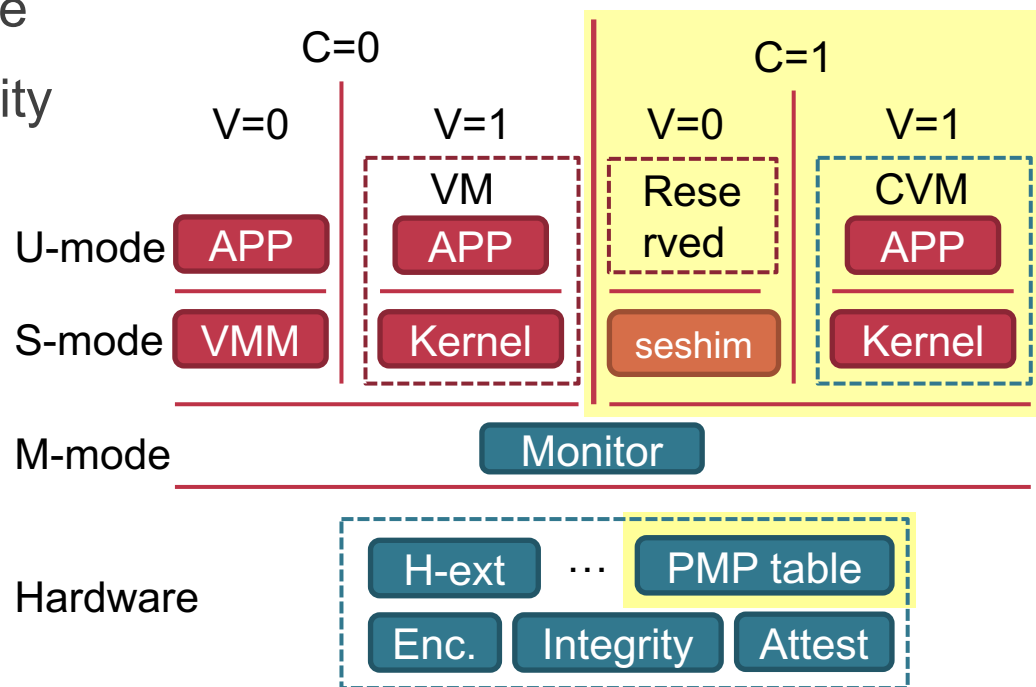 e
C=0
C=1
ity
V=0 V=1 V=0 V=1
VM Rese rved CVM
U-mode APP APP APP
S-mode VMM Kernel seshim Kernel
M-mode Monitor
H-ext ... PMP table
Hardware
Enc. Integrity Attest